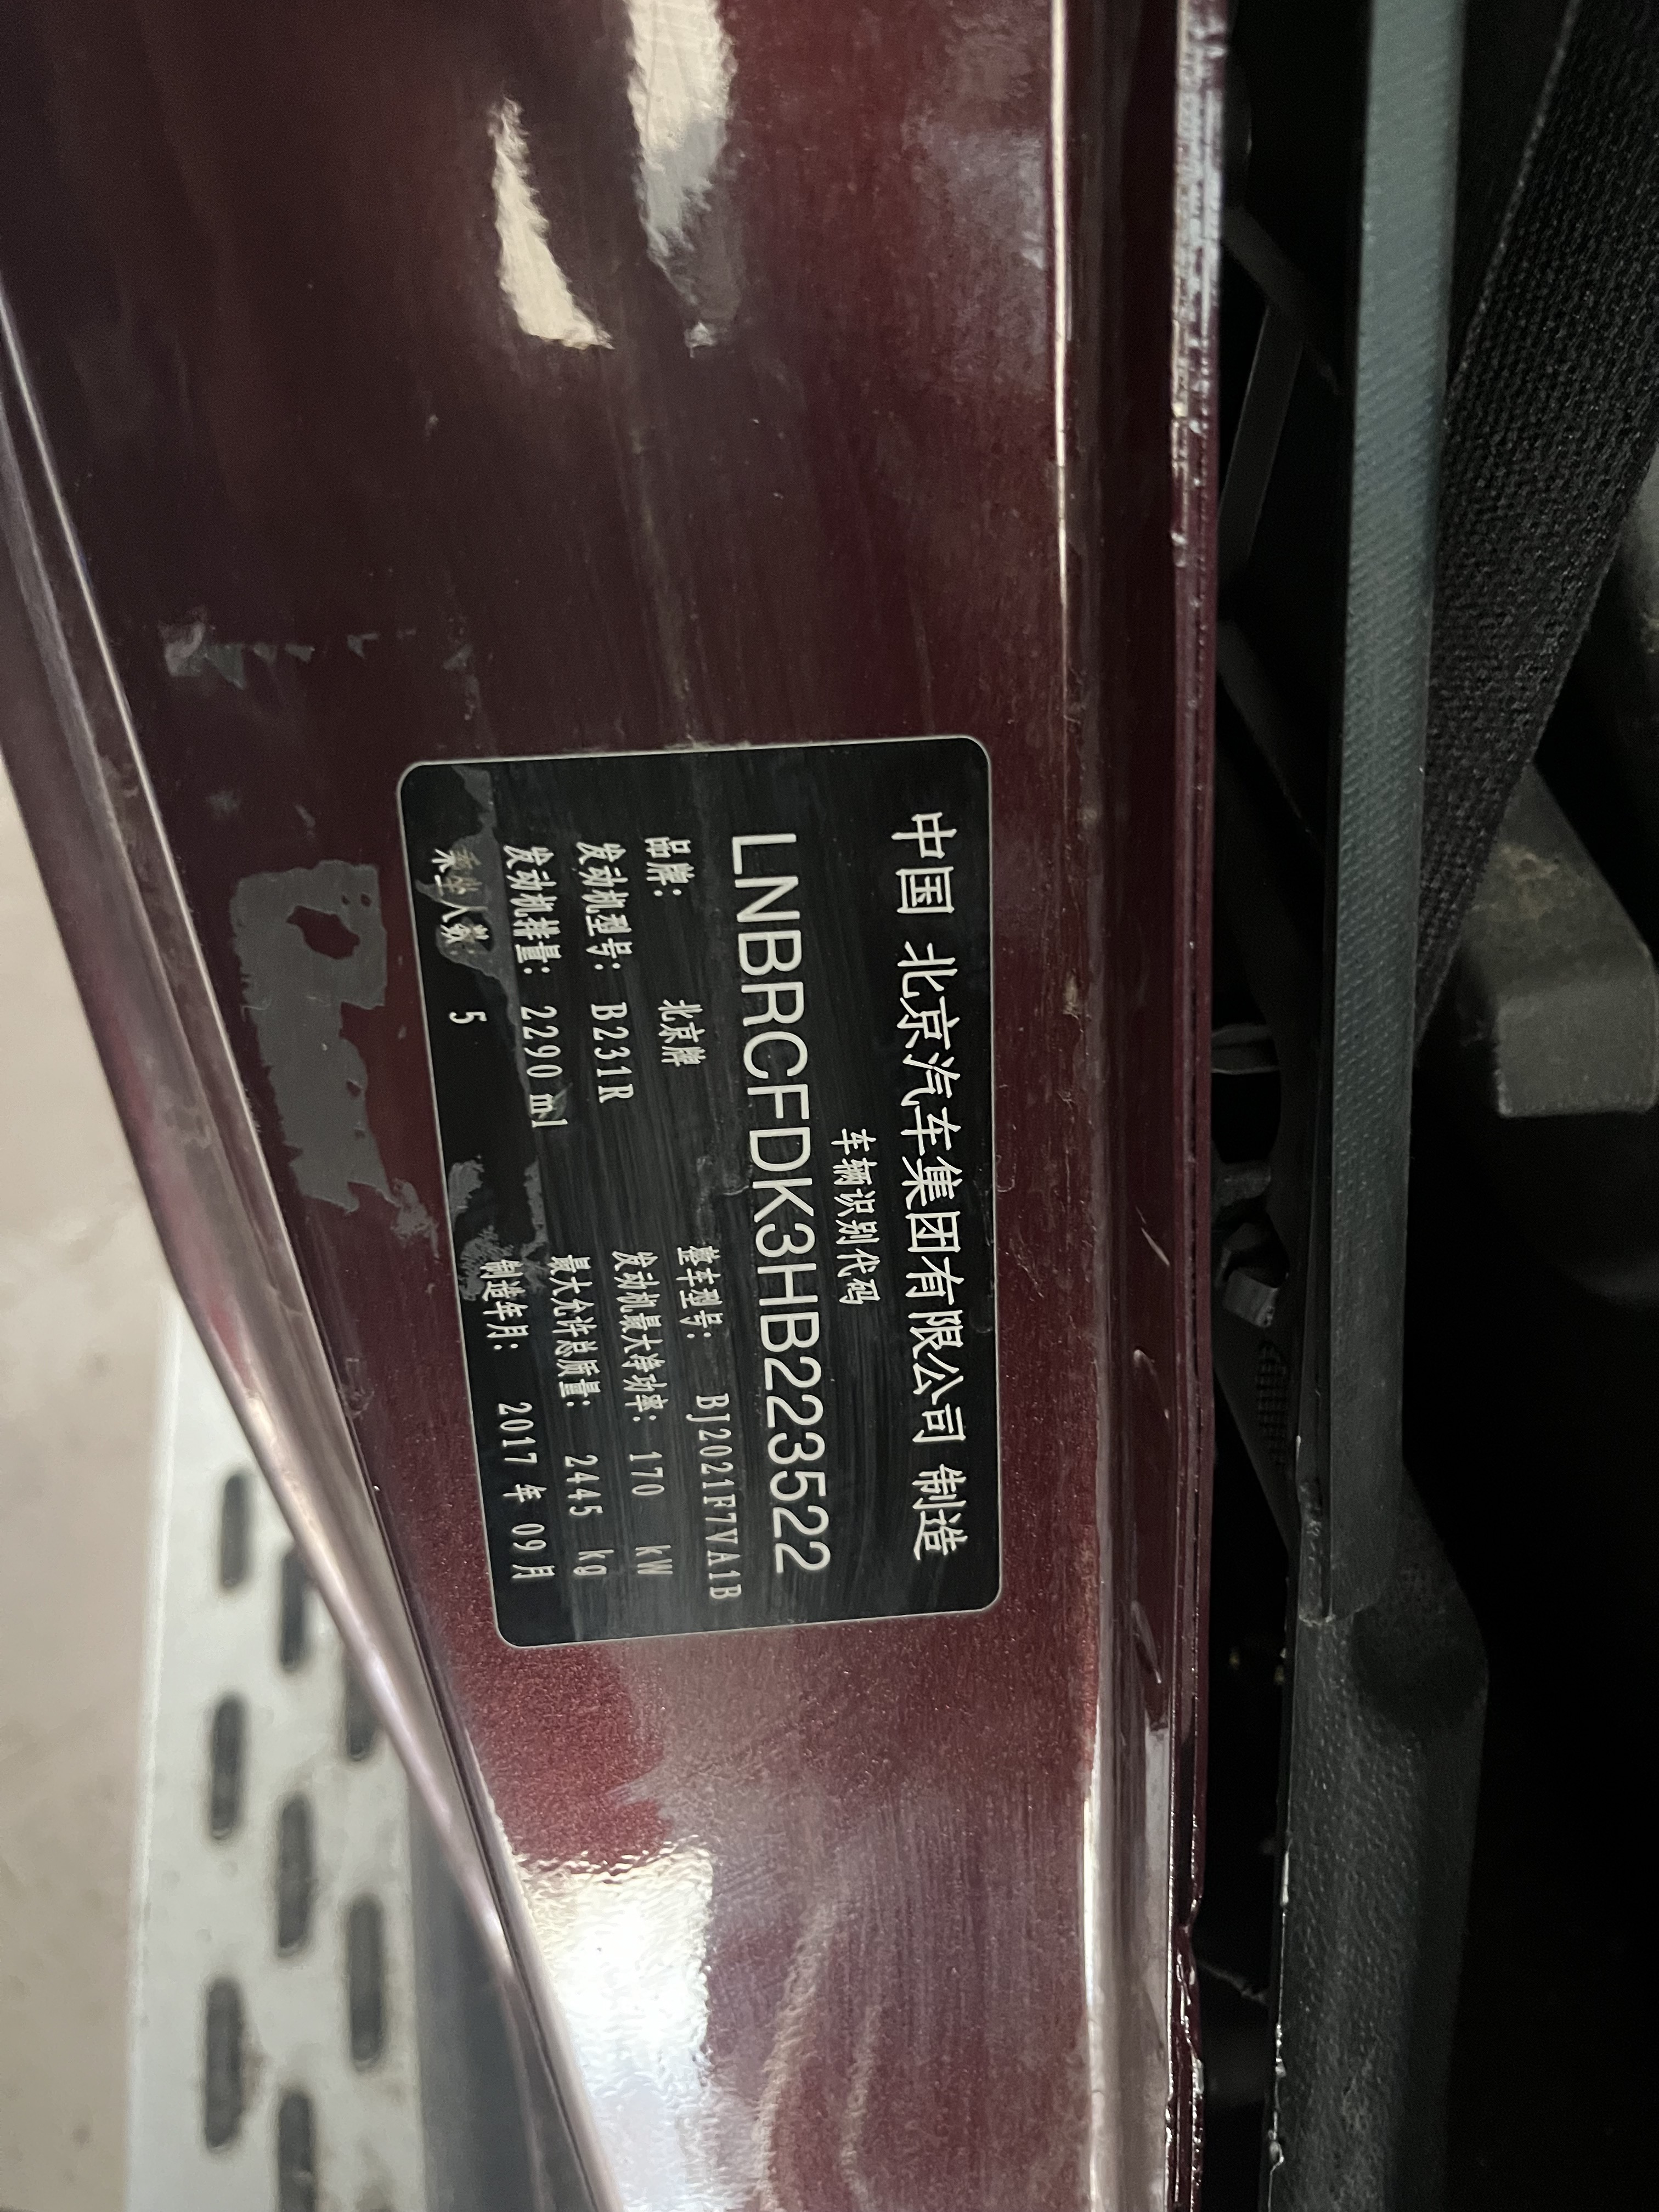 中国 北京汽车集团有限公司 制造
车辆识别代码
LNBRCFDK3HB223522
品牌： 北京牌 整车型号： BJ2021F7VA1B
发动机型号： B231R 发动机最大净功率： 170 kW
发动机排量： 2290 ml 最大允许总质量： 2445 kg
乘坐人数： 5 制造年月： 2017 年 09月